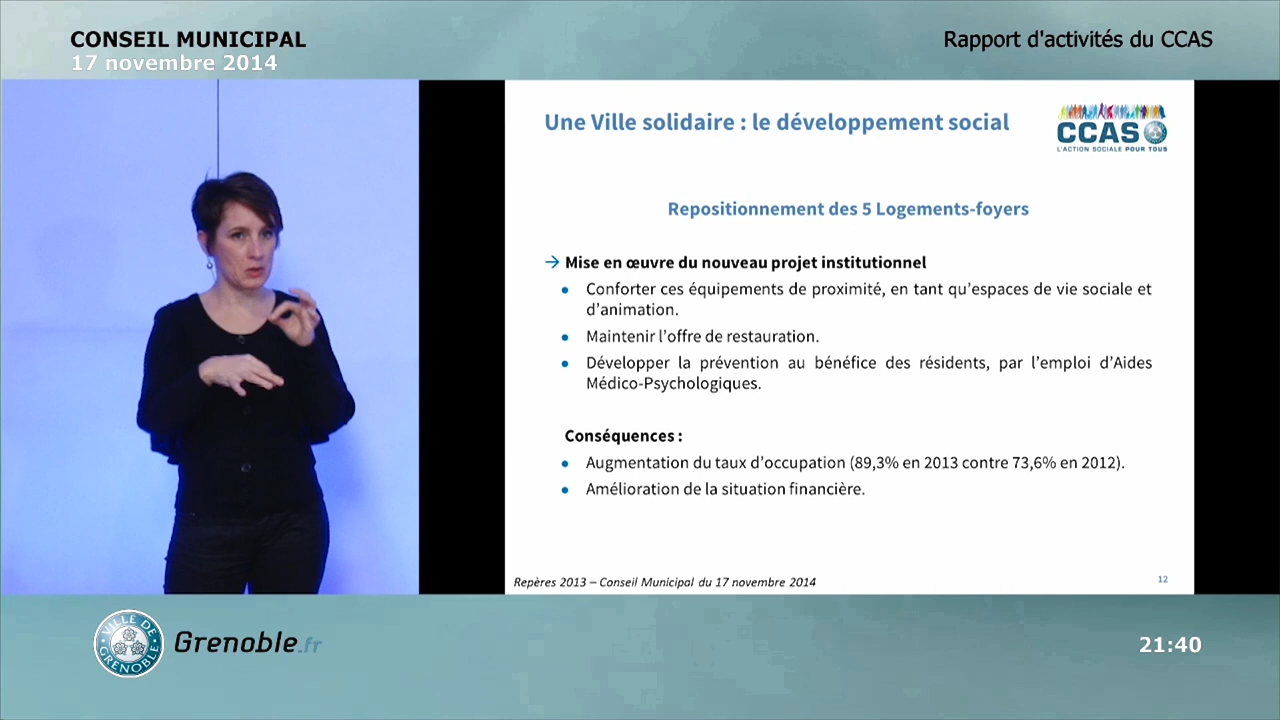 CONSEIL MUNICIPAL
17 novembre 2014
Rapport d'activités du CCAS
Une Ville solidaire : le développement social
CCAS
L'ACTION SOCIALE POUR TOUS
Repositionnement des 5 Logements-foyers
→ Mise en œuvre du nouveau projet institutionnel
• Conforter ces équipements de proximité, en tant qu'espaces de vie sociale et
d'animation.
• Maintenir l'offre de restauration.
• Développer la prévention au bénéfice des résidents, par l'emploi d'Aides
Médico-Psychologiques.
Conséquences :
• Augmentation du taux d'occupation (89,3% en 2013 contre 73,6% en 2012).
• Amélioration de la situation financière.
Repères 2013 – Conseil Municipal du 17 novembre 2014
12
VILLE DE
GRENOBLE
Grenoble.fr
21:40